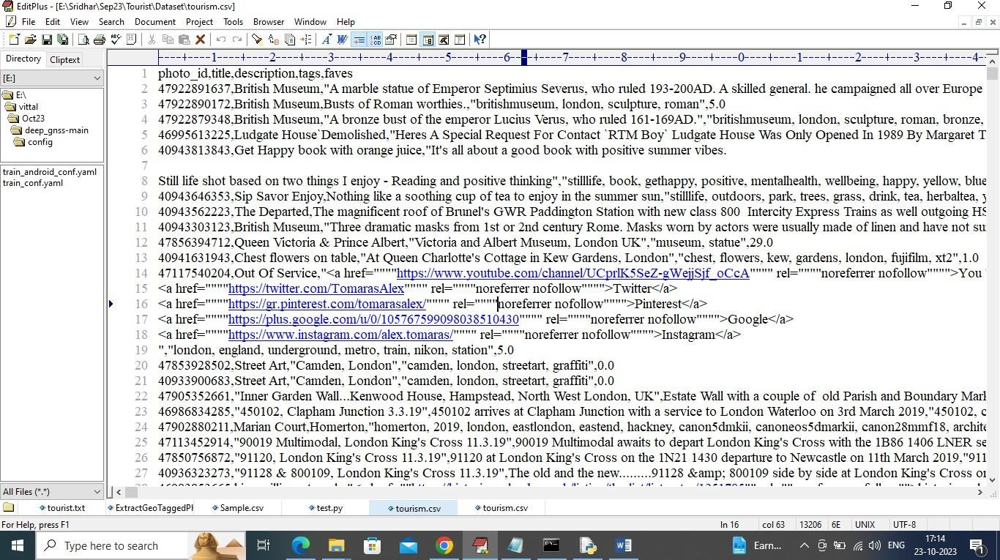 EditPlus - [E:\Sridhar\Sep23\Tourist\Dataset\tourism.csv]
File Edit View Search Document Project Tools Browser Window Help
Directory Cliptext
[E:]
E:\
vittal
Oct23
deep_gnss-main
config
train_android_conf.yaml
train_conf.yaml
All Files (*.*)
----+----1----+----2----+----3----+----4----+----5----+----6----+----7----+----8----+----9----+----0----+----1----+----2----+----3----+----4-
1 photo_id,title,description,tags,faves
2 47922891637,British Museum,"A marble statue of Emperor Septimius Severus, who ruled 193-200AD. A skilled general. he campaigned all over Europe
3 47922890172,British Museum,Busts of Roman worthies.,"britishmuseum, london, sculpture, roman",5.0
4 47922879348,British Museum,"A bronze bust of the emperor Lucius Verus, who ruled 161-169AD.","britishmuseum, london, sculpture, roman, bronze,
5 46995613225,Ludgate House`Demolished,"Heres A Special Request For Contact `RTM Boy` Ludgate House Was Only Opened In 1989 By Margaret T
6 40943813843,Get Happy book with orange juice,"It's all about a good book with positive summer vibes.
7
8 Still life shot based on two things I enjoy - Reading and positive thinking","stilllife, book, gethappy, positive, mentalhealth, wellbeing, happy, yellow, blue
9 40943646353,Sip Savor Enjoy,Nothing like a soothing cup of tea to enjoy in the summer sun,"stilllife, outdoors, park, trees, grass, drink, tea, herbaltea, y
10 40943562223,The Departed,The magnificent roof of Brunel's GWR Paddington Station with new class 800  Intercity Express Trains as well outgoing HS
11 40943303123,British Museum,"Three dramatic masks from 1st or 2nd century Rome. Masks worn by actors were usually made of linen and have not su
12 47856394712,Queen Victoria & Prince Albert,"Victoria and Albert Museum, London UK","museum, statue",29.0
13 40941631943,Chest flowers on table,"At Queen Charlotte's Cottage in Kew Gardens, London","chest, flowers, kew, gardens, london, fujifilm, xt2",1.0
14 47117540204,Out Of Service,"<a href=""""https://www.youtube.com/channel/UCprlK5SeZ-gWejjSjf_oCcA"""" rel=""""noreferrer nofollow"""">You
15 <a href=""""https://twitter.com/TomarasAlex"""" rel=""""noreferrer nofollow"""">Twitter</a>
16 <a href=""""https://gr.pinterest.com/tomarasalex/"""" rel=""""noreferrer nofollow"""">Pinterest</a>
17 <a href=""""https://plus.google.com/u/0/105767599098038510430"""" rel=""""noreferrer nofollow"""">Google</a>
18 <a href=""""https://www.instagram.com/alex.tomaras/"""" rel=""""noreferrer nofollow"""">Instagram</a>
19 ","london, england, underground, metro, train, nikon, station",5.0
20 47853928502,Street Art,"Camden, London","camden, london, streetart, graffiti",0.0
21 40933900683,Street Art,"Camden, London","camden, london, streetart, graffiti",0.0
22 47905352661,"Inner Garden Wall...Kenwood House, Hampstead, North West London, UK",Estate Wall with a couple of  old Parish and Boundary Mark
23 46986834285,"450102, Clapham Junction 3.3.19",450102 arrives at Clapham Junction with a service to London Waterloo on 3rd March 2019,"450102, c
24 47902880211,Marian Court,Homerton,"homerton, 2019, london, eastlondon, eastend, hackney, canon5dmkii, canoneos5dmarkii, canon28mmf18, archite
25 47113452914,"90019 Multimodal, London King's Cross 11.3.19",90019 Multimodal awaits to depart London King's Cross with the 1B86 1406 LNER se
26 47850756872,"91120, London King's Cross 11.3.19",91120 at London King's Cross on the 1N21 1430 departure to Newcastle on 11th March 2019,"911
27 40936323273,"91128 & 800109, London King's Cross 11.3.19",The old and the new.........91128 &amp; 800109 side by side at London King's Cross on
tourist.txt ExtractGeoTaggedPh Sample.csv test.py tourism.csv tourism.csv
For Help, press F1 ln 16 col 63 13206 6E UNIX UTF-8
Type here to search Earn... ENG 17:14
23-10-2023
1